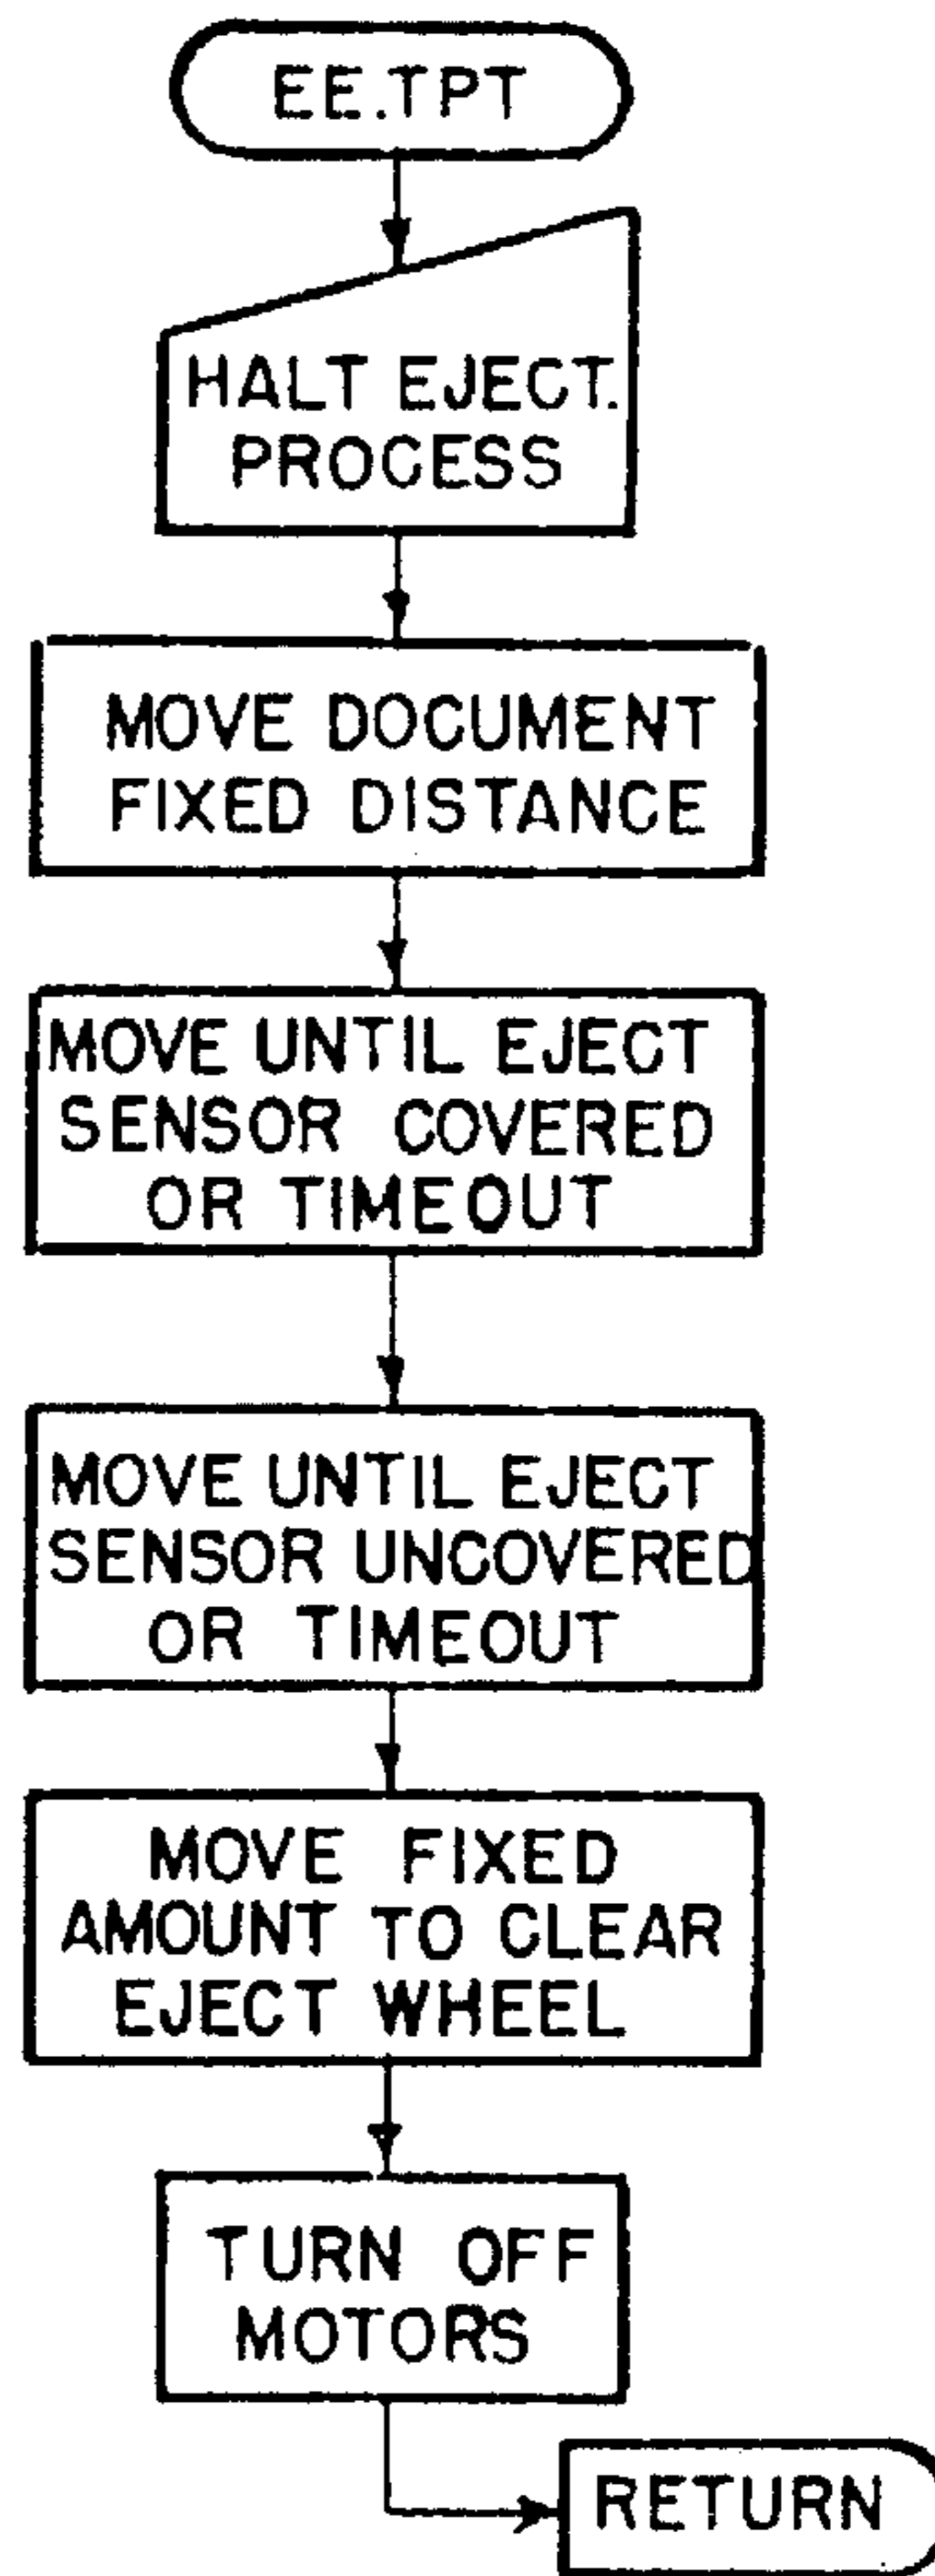 EE.TPT
HALT EJECT.
PROCESS
MOVE DOCUMENT
FIXED DISTANCE
MOVE UNTIL EJECT
SENSOR COVERED
OR TIMEOUT
MOVE UNTIL EJECT
SENSOR UNCOVERED
OR TIMEOUT
MOVE FIXED
AMOUNT TO CLEAR
EJECT WHEEL
TURN OFF
MOTORS
RETURN